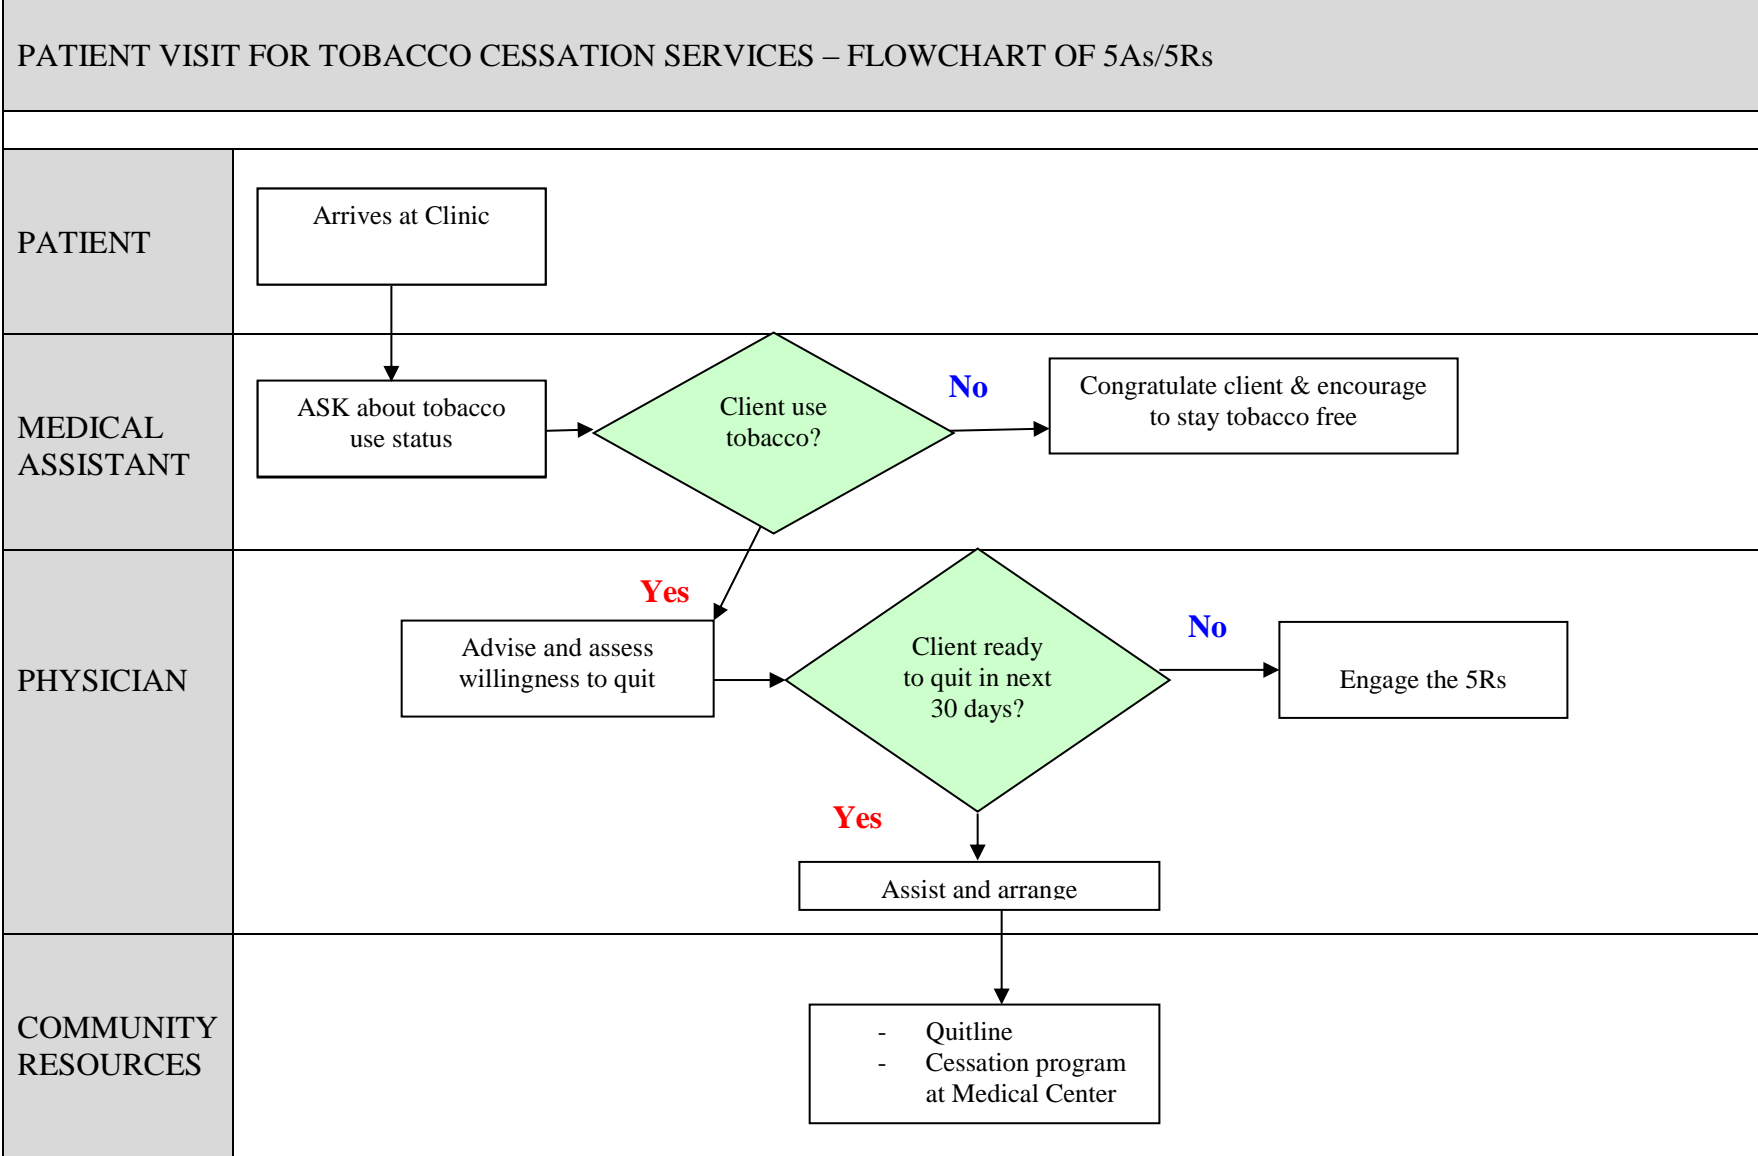 PATIENT VISIT FOR TOBACCO CESSATION SERVICES – FLOWCHART OF 5As/5Rs
PATIENT
Arrives at Clinic
MEDICAL
ASSISTANT
ASK about tobacco
use status
Client use
tobacco?
No
Congratulate client & encourage
to stay tobacco free
Yes
PHYSICIAN
Advise and assess
willingness to quit
Client ready
to quit in next
30 days?
No
Engage the 5Rs
Yes
Assist and arrange
COMMUNITY
RESOURCES
- Quitline
- Cessation program
at Medical Center